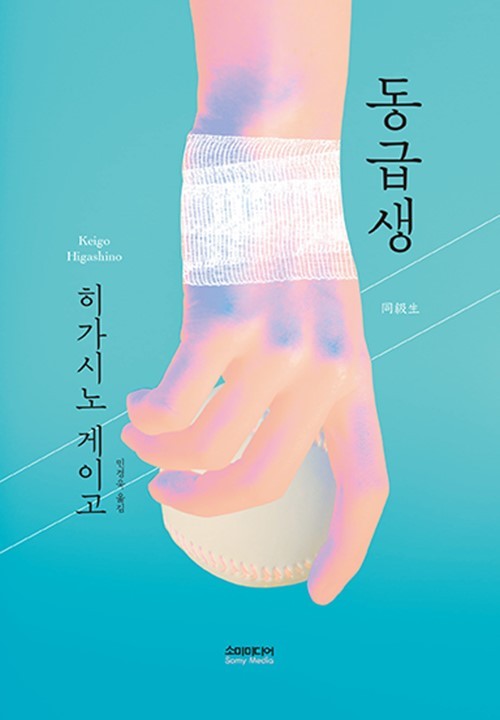 동급생
同級生
Keigo
Higashino
히가시노 게이고
민경욱 옮김
소미미디어
Somy Media